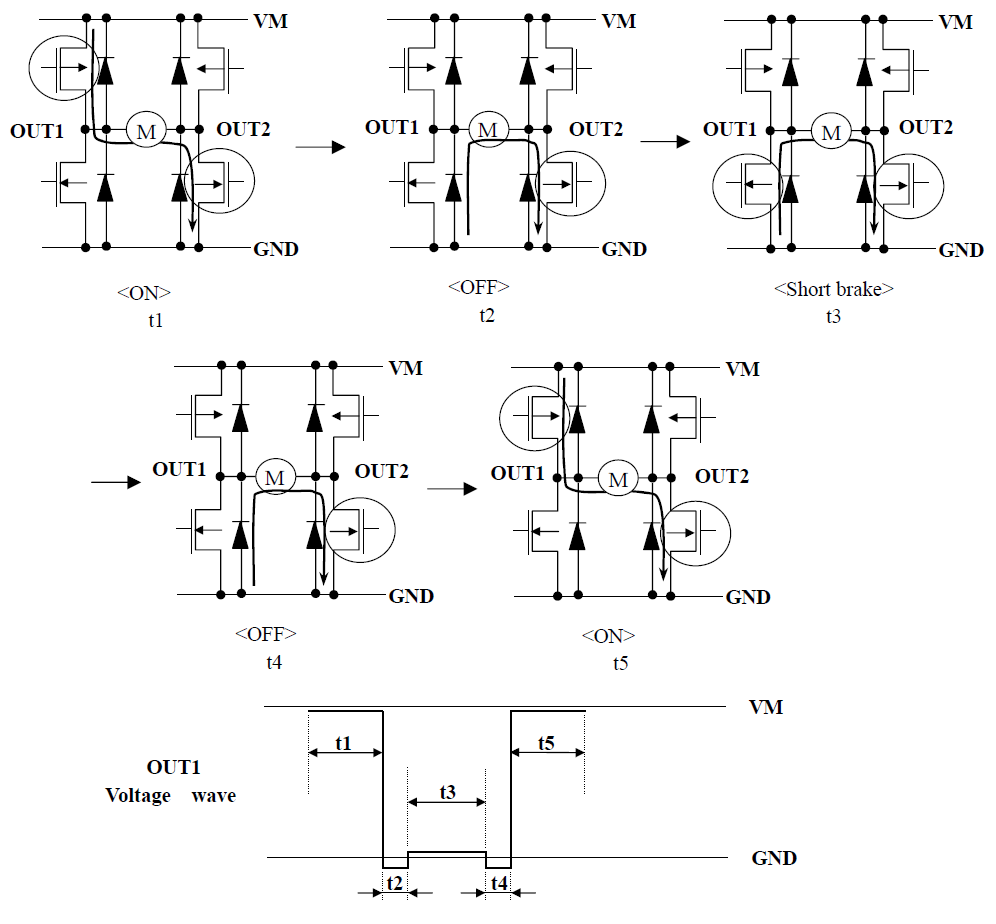 VM
OUT1 M OUT2
GND
<ON>
t1
VM
OUT1 M OUT2
GND
<OFF>
t2
VM
OUT1 M OUT2
GND
<Short brake>
t3
VM
OUT1 M OUT2
GND
<OFF>
t4
VM
OUT1 M OUT2
GND
<ON>
t5
VM
t1 t5
OUT1
Voltage wave
t3
GND
t2 t4